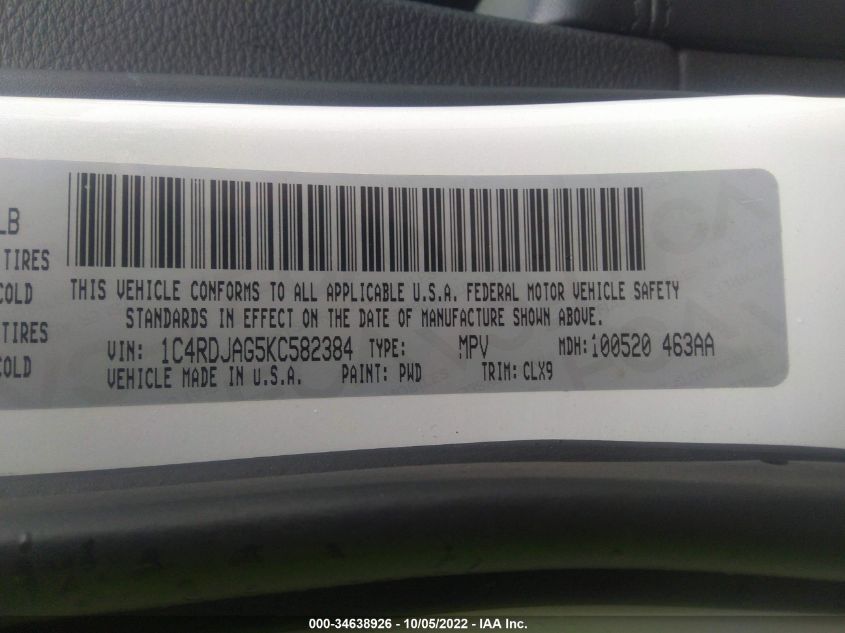 LB
TIRES
COLD
TIRES
COLD
THIS VEHICLE CONFORMS TO ALL APPLICABLE U.S.A. FEDERAL MOTOR VEHICLE SAFETY
STANDARDS IN EFFECT ON THE DATE OF MANUFACTURE SHOWN ABOVE.
VIN: 1C4RDJAG5KC582384 TYPE: MPV MDH: 100520 463AA
VEHICLE MADE IN U.S.A. PAINT: PWD TRIM: CLX9
000-34638926 - 10/05/2022 - IAA Inc.